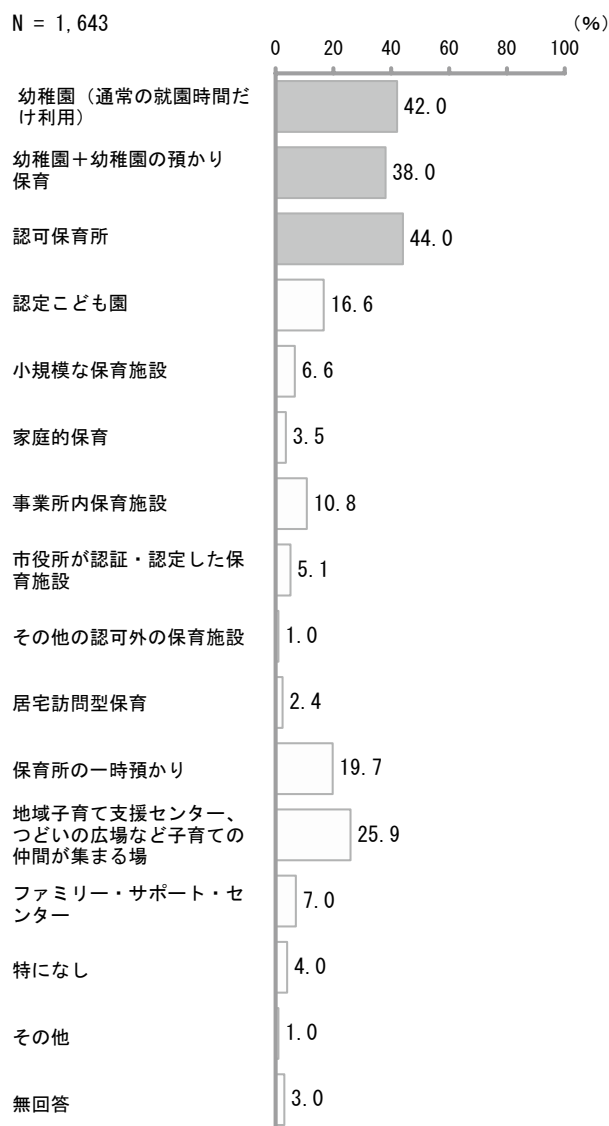 N = 1,643
(%)
0 20 40 60 80 100
幼稚園（通常の就園時間だ
け利用）
42.0
幼稚園＋幼稚園の預かり
保育
38.0
認可保育所
44.0
認定こども園
16.6
小規模な保育施設
6.6
家庭的保育
3.5
事業所内保育施設
10.8
市役所が認証・認定した保
育施設
5.1
その他の認可外の保育施設
1.0
居宅訪問型保育
2.4
保育所の一時預かり
19.7
地域子育て支援センター、
つどいの広場など子育ての
仲間が集まる場
25.9
ファミリー・サポート・セ
ンター
7.0
特になし
4.0
その他
1.0
無回答
3.0